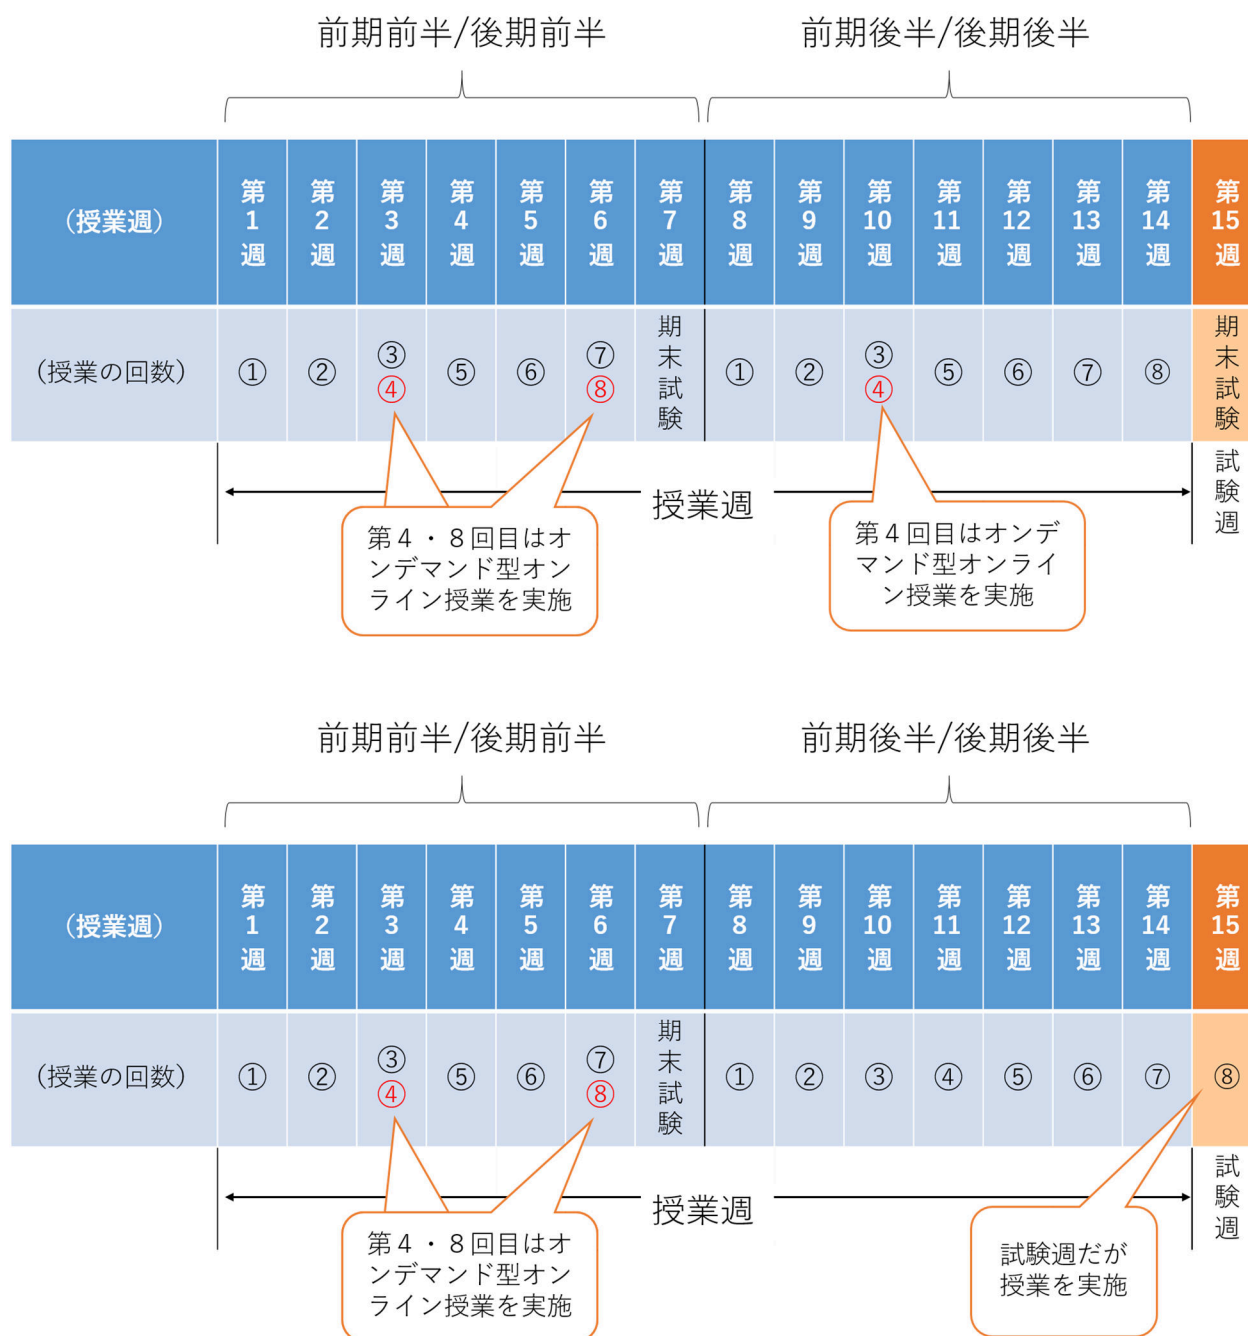 前期前半/後期前半 前期後半/後期後半
（授業週） 第1週 第2週 第3週 第4週 第5週 第6週 第7週 第8週 第9週 第10週 第11週 第12週 第13週 第14週 第15週
（授業の回数） ① ② ③④ ⑤ ⑥ ⑦⑧ 期末試験 ① ② ③④ ⑤ ⑥ ⑦ ⑧ 期末試験
授業週 試験週
第４・８回目はオ
ンデマンド型オン
ライン授業を実施
第４回目はオンデ
マンド型オンライ
ン授業を実施
前期前半/後期前半 前期後半/後期後半
（授業週） 第1週 第2週 第3週 第4週 第5週 第6週 第7週 第8週 第9週 第10週 第11週 第12週 第13週 第14週 第15週
（授業の回数） ① ② ③④ ⑤ ⑥ ⑦⑧ 期末試験 ① ② ③ ④ ⑤ ⑥ ⑦ ⑧
授業週 試験週
第４・８回目はオ
ンデマンド型オン
ライン授業を実施
試験週だが
授業を実施